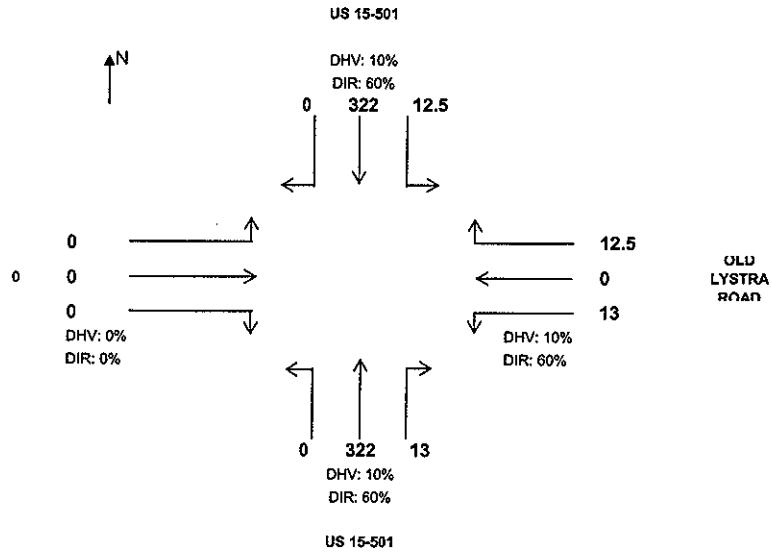 US 15-501
N
DHV: 10%
DIR: 60%
0 322 12.5
0
0 0
0
DHV: 0%
DIR: 0%
12.5
0
13
DHV: 10%
DIR: 60%
OLD
LYSTRA
ROAD
0 322 13
DHV: 10%
DIR: 60%
US 15-501